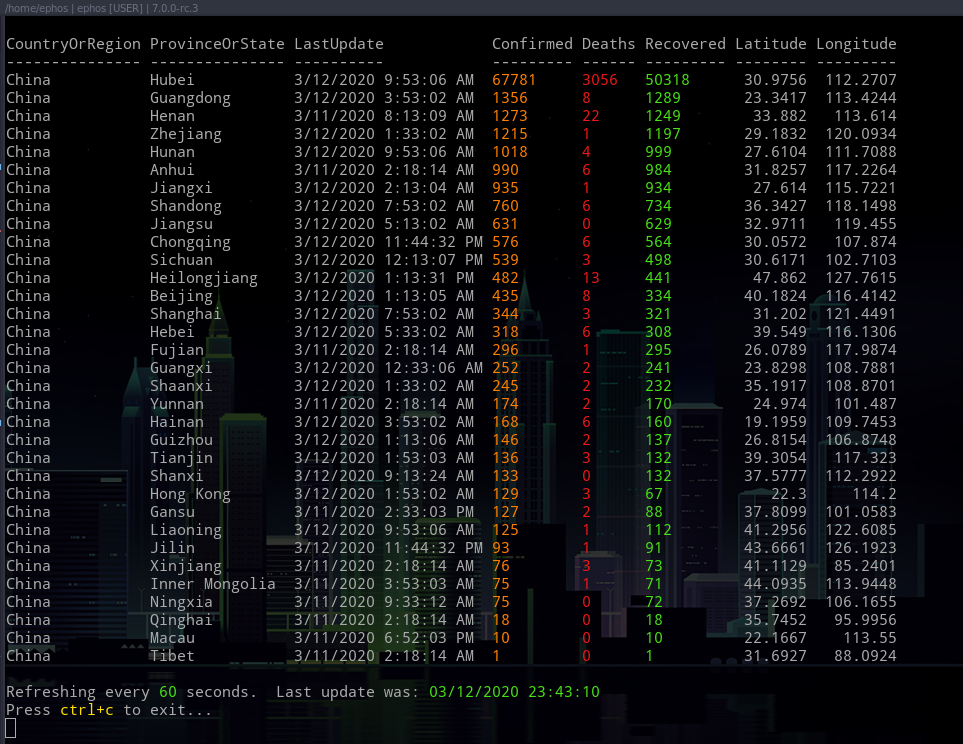 /home/ephos | ephos [USER] | 7.0.0-rc.3
CountryOrRegion ProvinceOrState LastUpdate Confirmed Deaths Recovered Latitude Longitude
--------------- --------------- ---------- --------- ------ --------- -------- ---------
China Hubei 3/12/2020 9:53:06 AM 67781 3056 50318 30.9756 112.2707
China Guangdong 3/12/2020 3:53:02 AM 1356 8 1289 23.3417 113.4244
China Henan 3/11/2020 8:13:09 AM 1273 22 1249 33.882 113.614
China Zhejiang 3/12/2020 1:33:02 AM 1215 1 1197 29.1832 120.0934
China Hunan 3/12/2020 9:53:06 AM 1018 4 999 27.6104 111.7088
China Anhui 3/11/2020 2:18:14 AM 990 6 984 31.8257 117.2264
China Jiangxi 3/12/2020 2:13:04 AM 935 1 934 27.614 115.7221
China Shandong 3/12/2020 7:53:02 AM 760 6 734 36.3427 118.1498
China Jiangsu 3/12/2020 5:13:02 AM 631 0 629 32.9711 119.455
China Chongqing 3/12/2020 11:44:32 PM 576 6 564 30.0572 107.874
China Sichuan 3/12/2020 12:13:07 PM 539 3 498 30.6171 102.7103
China Heilongjiang 3/12/2020 1:13:31 PM 482 13 441 47.862 127.7615
China Beijing 3/12/2020 1:13:05 AM 435 8 334 40.1824 116.4142
China Shanghai 3/12/2020 7:53:02 AM 344 3 321 31.202 121.4491
China Hebei 3/12/2020 5:33:02 AM 318 6 308 39.549 116.1306
China Fujian 3/11/2020 2:18:14 AM 296 1 295 26.0789 117.9874
China Guangxi 3/12/2020 12:33:06 AM 252 2 241 23.8298 108.7881
China Shaanxi 3/12/2020 1:33:02 AM 245 2 232 35.1917 108.8701
China Yunnan 3/11/2020 2:18:14 AM 174 2 170 24.974 101.487
China Hainan 3/12/2020 3:53:02 AM 168 6 160 19.1959 109.7453
China Guizhou 3/12/2020 1:13:06 AM 146 2 137 26.8154 106.8748
China Tianjin 3/12/2020 1:53:03 AM 136 3 132 39.3054 117.323
China Shanxi 3/12/2020 9:13:24 AM 133 0 132 37.5777 112.2922
China Hong Kong 3/12/2020 1:53:02 AM 129 3 67 22.3 114.2
China Gansu 3/11/2020 2:33:03 PM 127 2 88 37.8099 101.0583
China Liaoning 3/12/2020 9:53:06 AM 125 1 112 41.2956 122.6085
China Jilin 3/12/2020 11:44:32 PM 93 1 91 43.6661 126.1923
China Xinjiang 3/11/2020 2:18:14 AM 76 3 73 41.1129 85.2401
China Inner Mongolia 3/11/2020 3:53:03 AM 75 1 71 44.0935 113.9448
China Ningxia 3/11/2020 9:33:12 AM 75 0 72 37.2692 106.1655
China Qinghai 3/11/2020 2:18:14 AM 18 0 18 35.7452 95.9956
China Macau 3/11/2020 6:52:03 PM 10 0 10 22.1667 113.55
China Tibet 3/11/2020 2:18:14 AM 1 0 1 31.6927 88.0924
Refreshing every 60 seconds. Last update was: 03/12/2020 23:43:10
Press ctrl+c to exit...